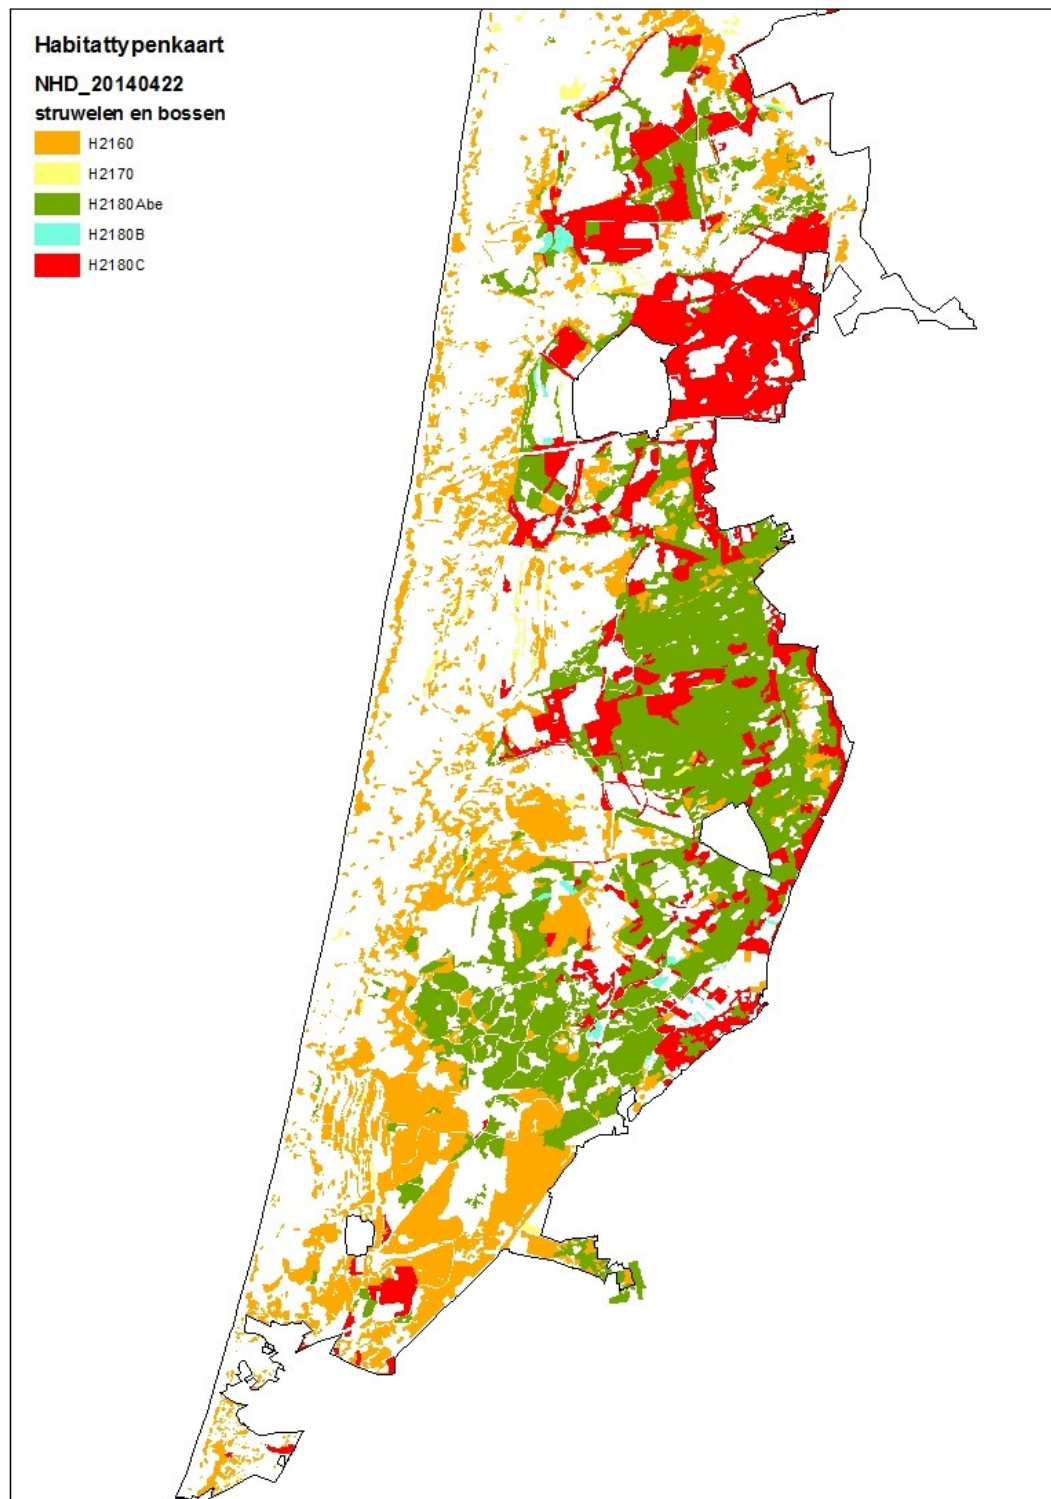 Habitattypenkaart
NHD_20140422
struwelen en bossen
H2160
H2170
H2180Abe
H2180B
H2180C